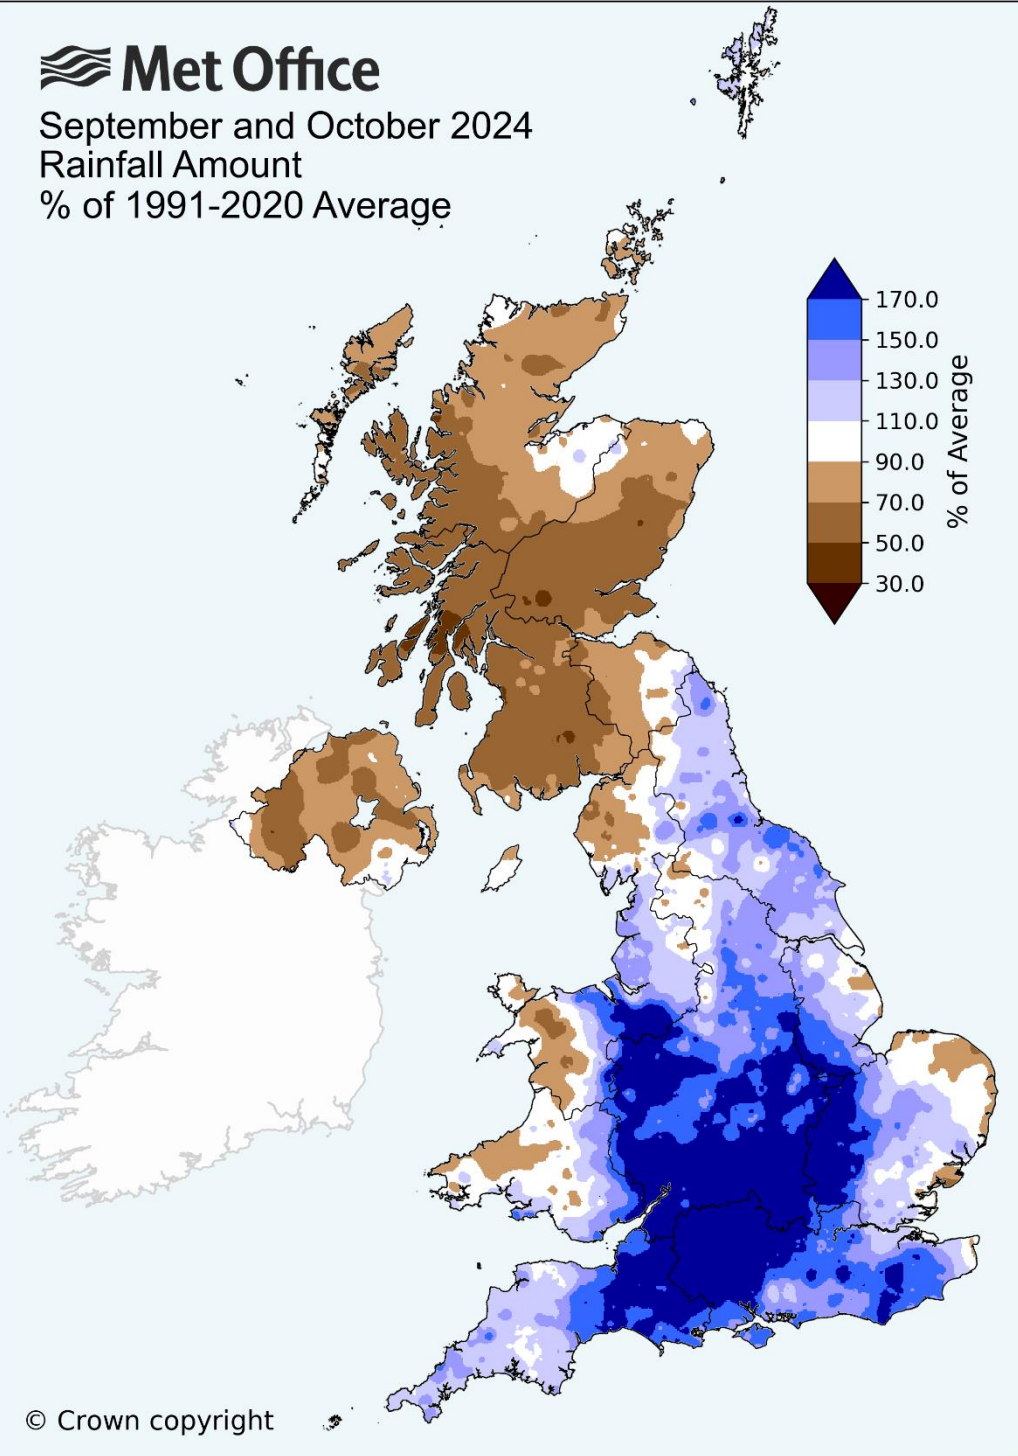 Met Office
September and October 2024
Rainfall Amount
% of 1991-2020 Average
170.0
150.0
130.0
110.0
90.0
70.0
50.0
30.0
% of Average
© Crown copyright